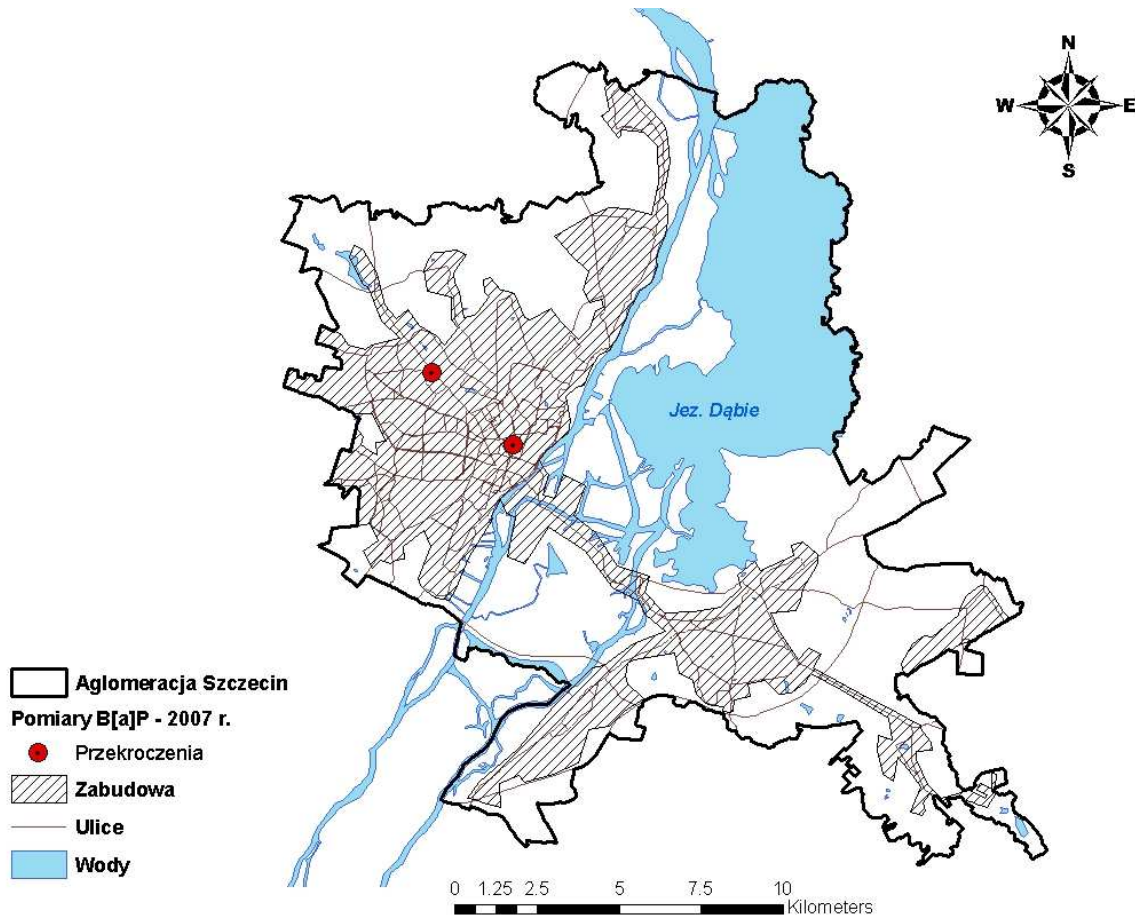 N
W E
S
Jez. Dąbie
Aglomeracja Szczecin
Pomiary B[a]P - 2007 r.
Przekroczenia
Zabudowa
Ulice
Wody
0 1.25 2.5 5 7.5 10
Kilometers